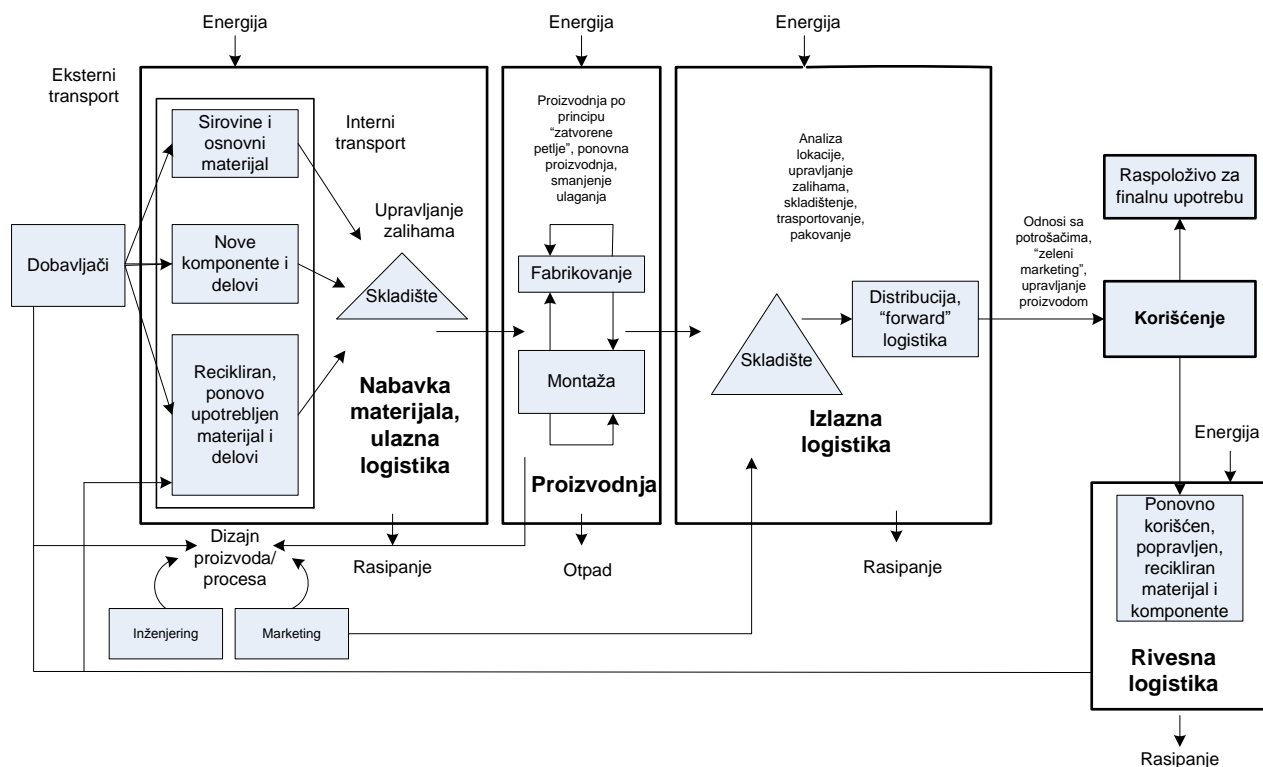 Energija
Energija
Energija
Eksterni
transport
Sirovine i
osnovni
materijal
Interni
transport
Proizvodnja po
principu
“zatvorene
petlje”, ponovna
proizvodnja,
smanjenje
ulaganja
Analiza
lokacije,
upravljanje
zalihama,
skladištenje,
trasportovanje,
pakovanje
Raspoloživo za
finalnu upotrebu
Dobavljači
Nove
komponente i
delovi
Upravljanje
zalihama
Skladište
Fabrikovanje
Montaža
Skladište
Distribucija,
“forward”
logistika
Odnosi sa
potrošačima,
“zeleni
marketing”,
upravljanje
proizvodom
Korišćenje
Recikliran,
ponovo
upotrebljen
materijal i
delovi
Nabavka
materijala,
ulazna
logistika
Proizvodnja
Izlazna
logistika
Energija
Ponovno
korišćen,
popravljen,
recikliran
materijal i
komponente
Rivesna
logistika
Dizajn
proizvoda/
procesa
Rasipanje
Otpad
Rasipanje
Inženjering
Marketing
Rasipanje